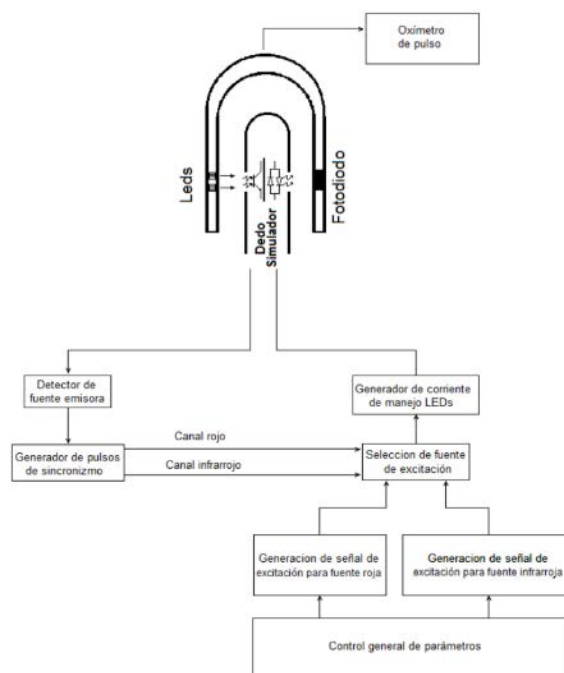 Oxímetro
de pulso
Leds
Dedo
Simulador
Fotodiodo
Detector de
fuente emisora
Generador de corriente
de manejo LEDs
Generador de pulsos
de sincronizmo
Canal rojo
Canal infrarrojo
Seleccion de fuente
de excitación
Generacion de señal de
excitación para fuente roja
Generacion de señal de
excitación para fuente infrarroja
Control general de parámetros